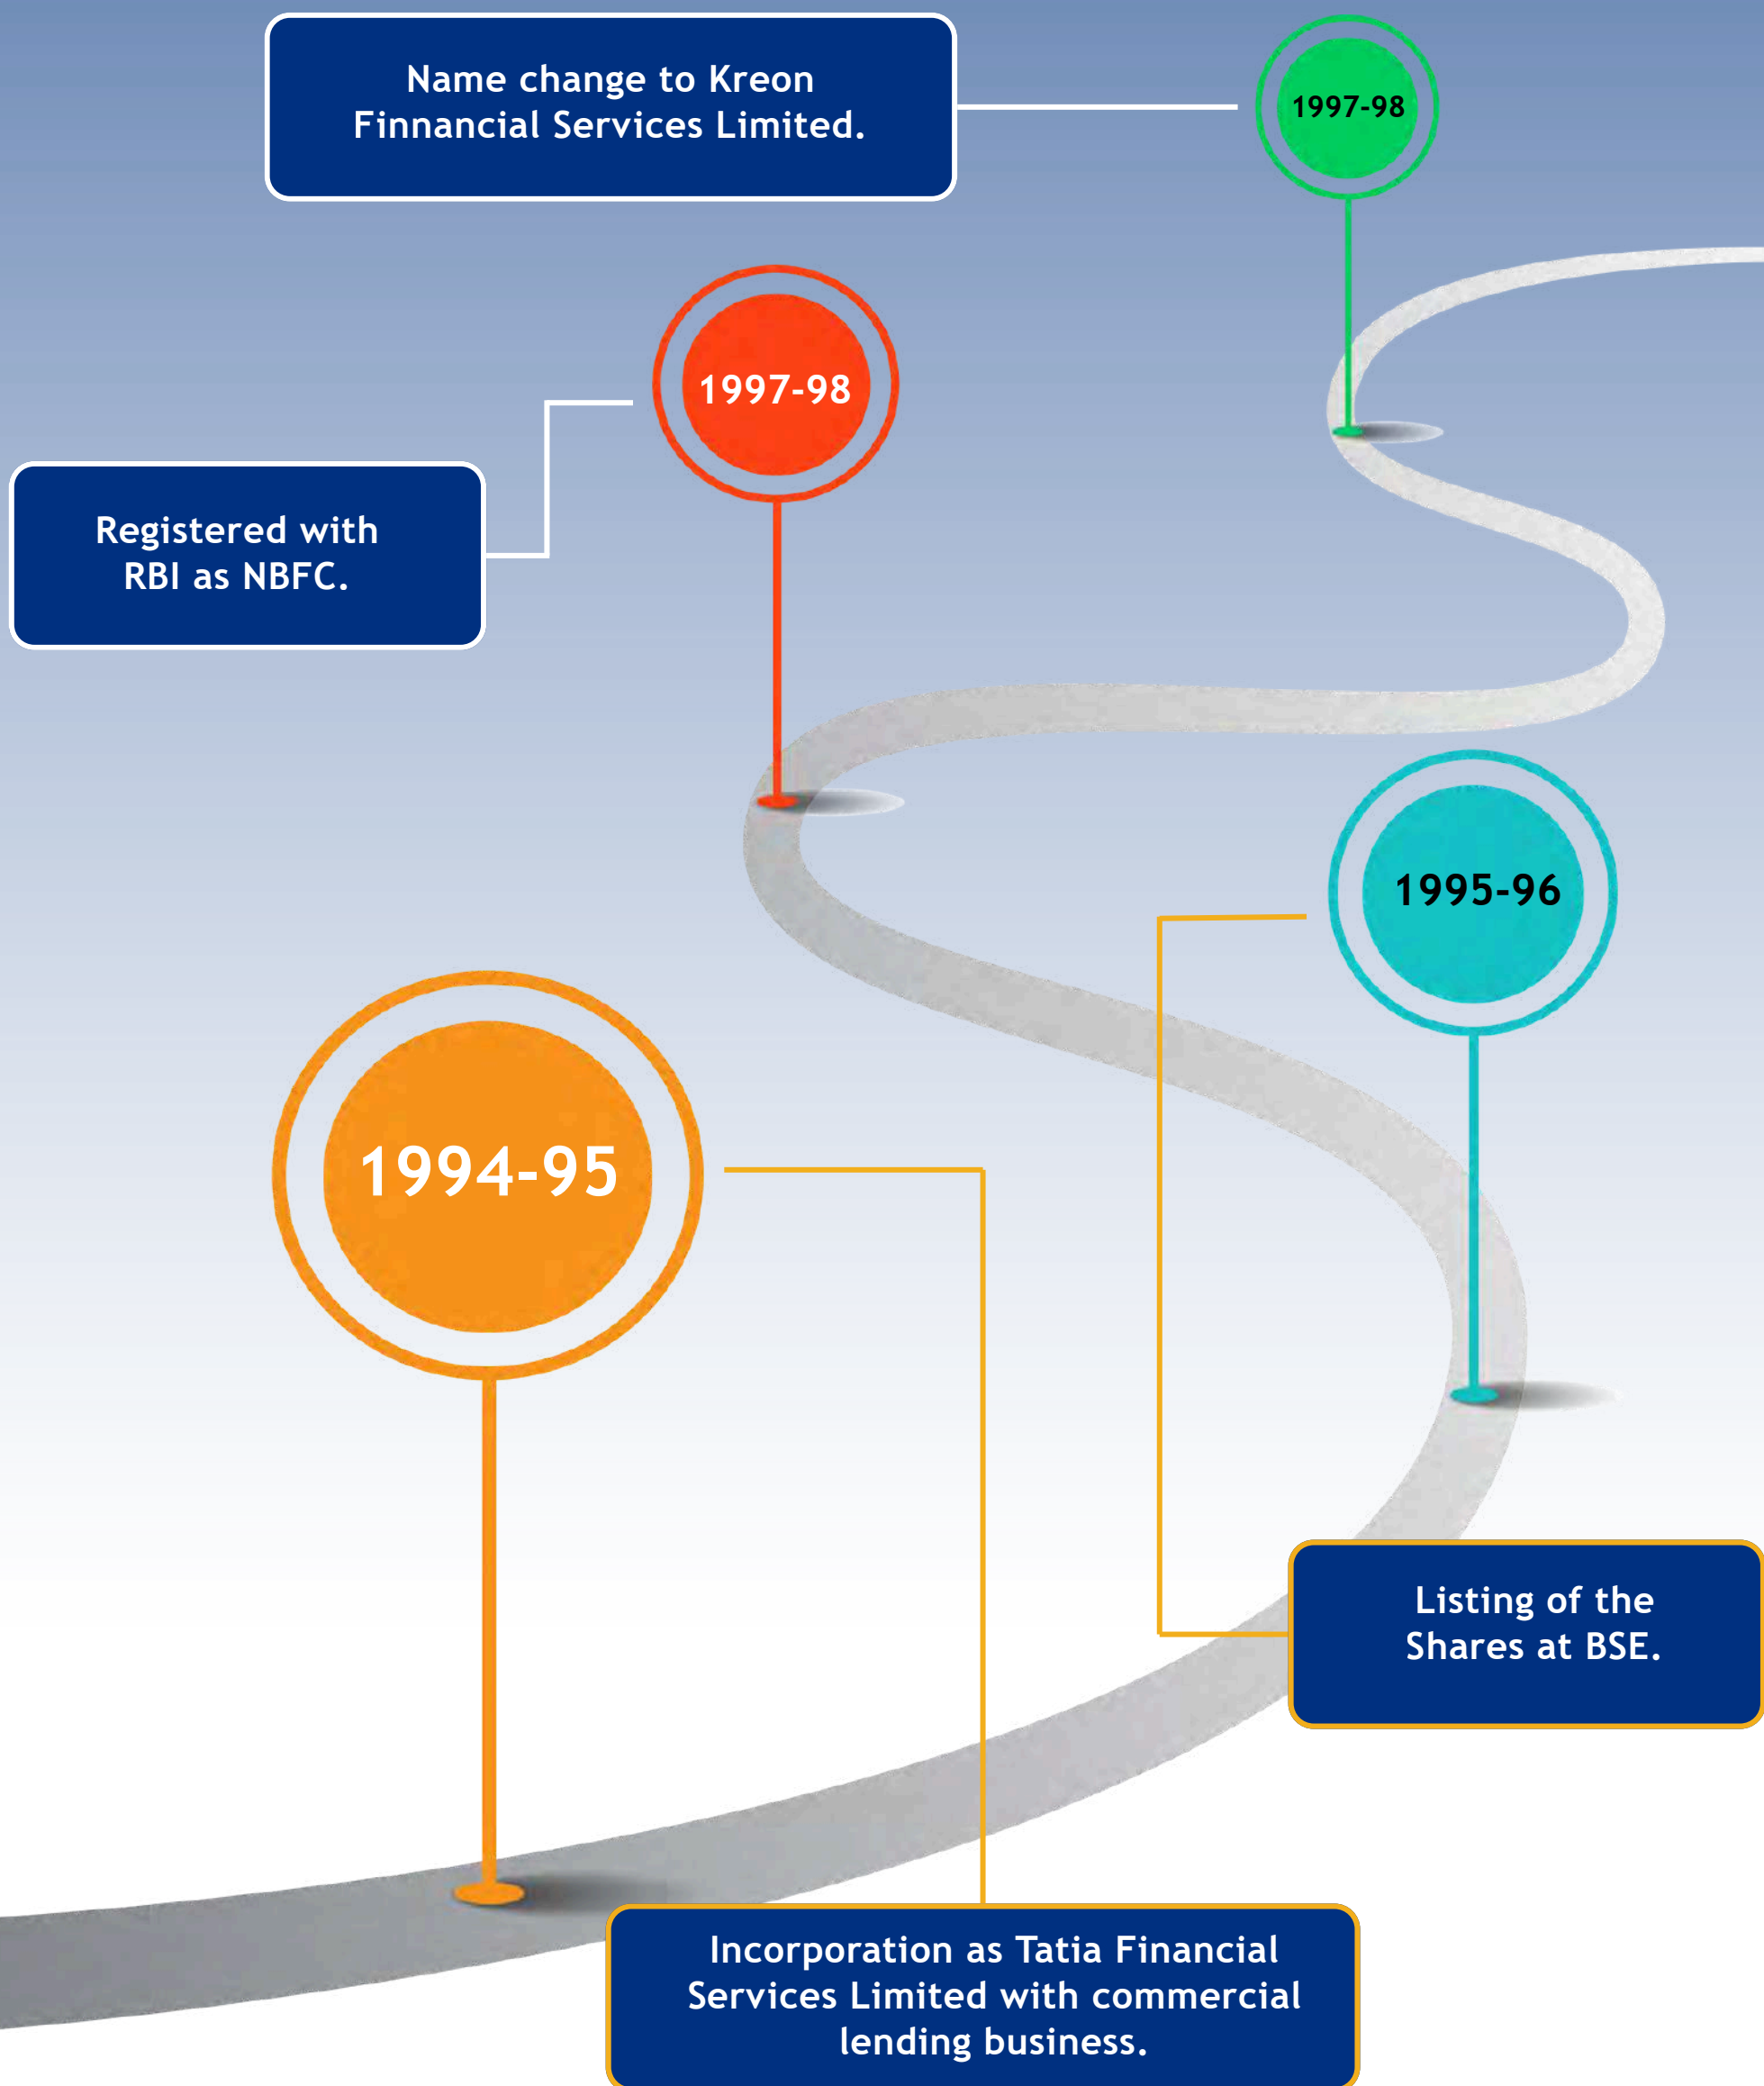 Name change to Kreon
Finnancial Services Limited.
1997-98
1997-98
Registered with
RBI as NBFC.
1995-96
1994-95
Listing of the
Shares at BSE.
Incorporation as Tatia Financial
Services Limited with commercial
lending business.